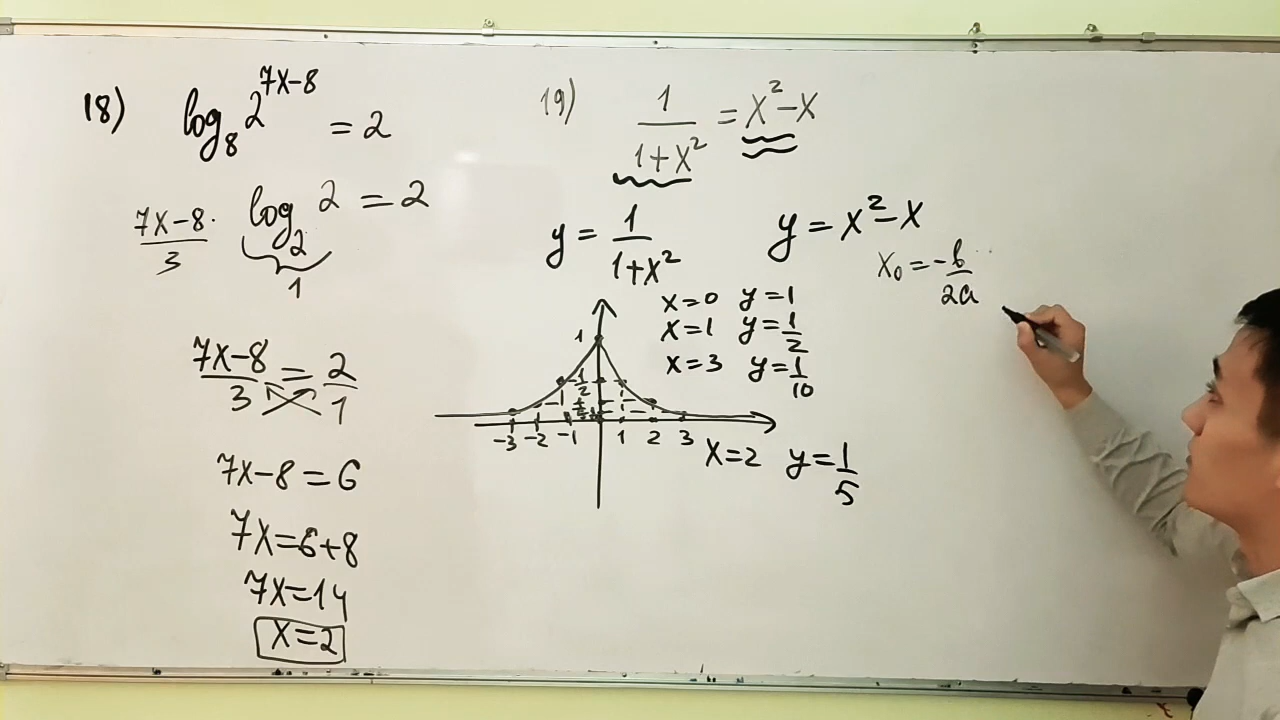 18) log₈ 2^(7x-8) = 2
(7x-8)/3 · log₂ 2 = 2
1
(7x-8)/3 = 2/1
7x-8=6
7x=6+8
7x=14
x=2
19) 1/(1+x²) = x²-x
y = 1/(1+x²)
x=0 y=1
x=1 y=1/2
x=3 y=1/10
1
1/2
-3 -2 -1 1 2 3
x=2 y=1/5
y=x²-x
x₀=-b/2a